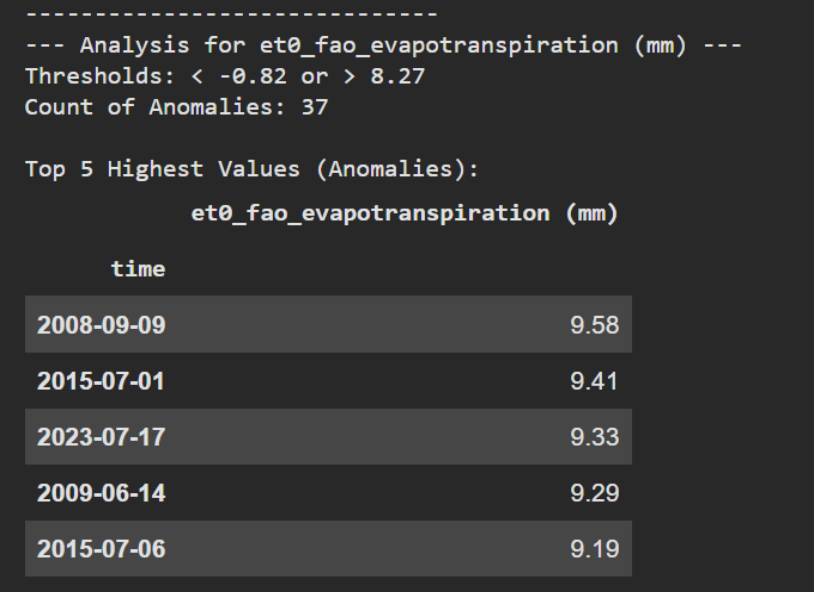 ------------------------------
--- Analysis for et0_fao_evapotranspiration (mm) ---
Thresholds: < -0.82 or > 8.27
Count of Anomalies: 37
Top 5 Highest Values (Anomalies):
et0_fao_evapotranspiration (mm)
time
2008-09-09 9.58
2015-07-01 9.41
2023-07-17 9.33
2009-06-14 9.29
2015-07-06 9.19